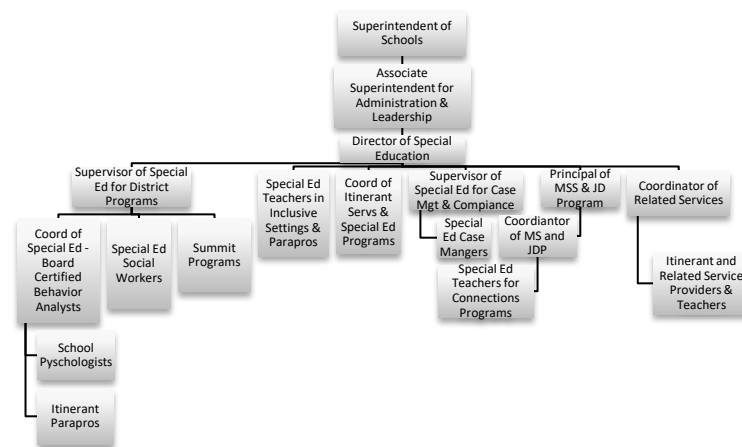 Superintendent of
Schools
Associate
Superintendent for
Administration &
Leadership
Director of Special
Education
Supervisor of Special
Ed for District
Programs
Coord of
Special Ed -
Board
Certified
Behavior
Analysts
School
Pyschologists
Itinerant
Parapros
Special Ed
Social
Workers
Summit
Programs
Special Ed
Teachers in
Inclusive
Settings &
Parapros
Coord of
Itinerant
Servs &
Special Ed
Programs
Supervisor of
Special Ed for Case
Mgt & Compliance
Special
Ed Case
Mangers
Principal of
MSS & JD
Program
Coordiantor
of MS and
JDP
Special Ed
Teachers for
Connections
Programs
Coordinator of
Related Services
Itinerant and
Related Service
Providers &
Teachers